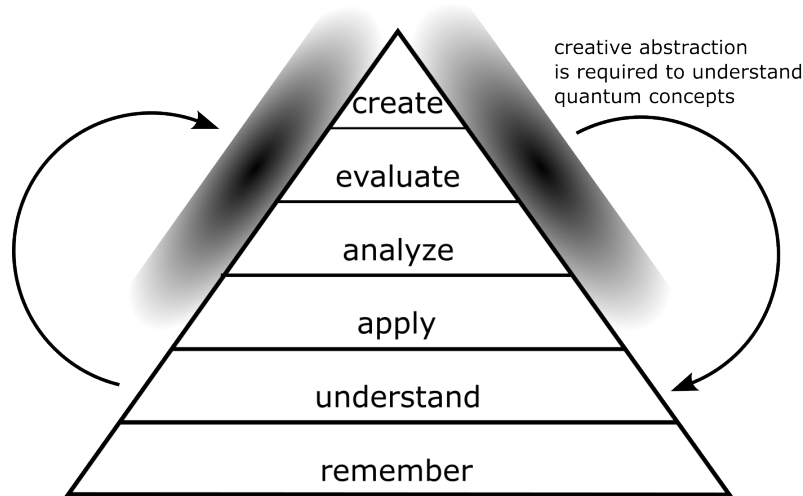 creative abstraction
is required to understand
quantum concepts
create
evaluate
analyze
apply
understand
remember